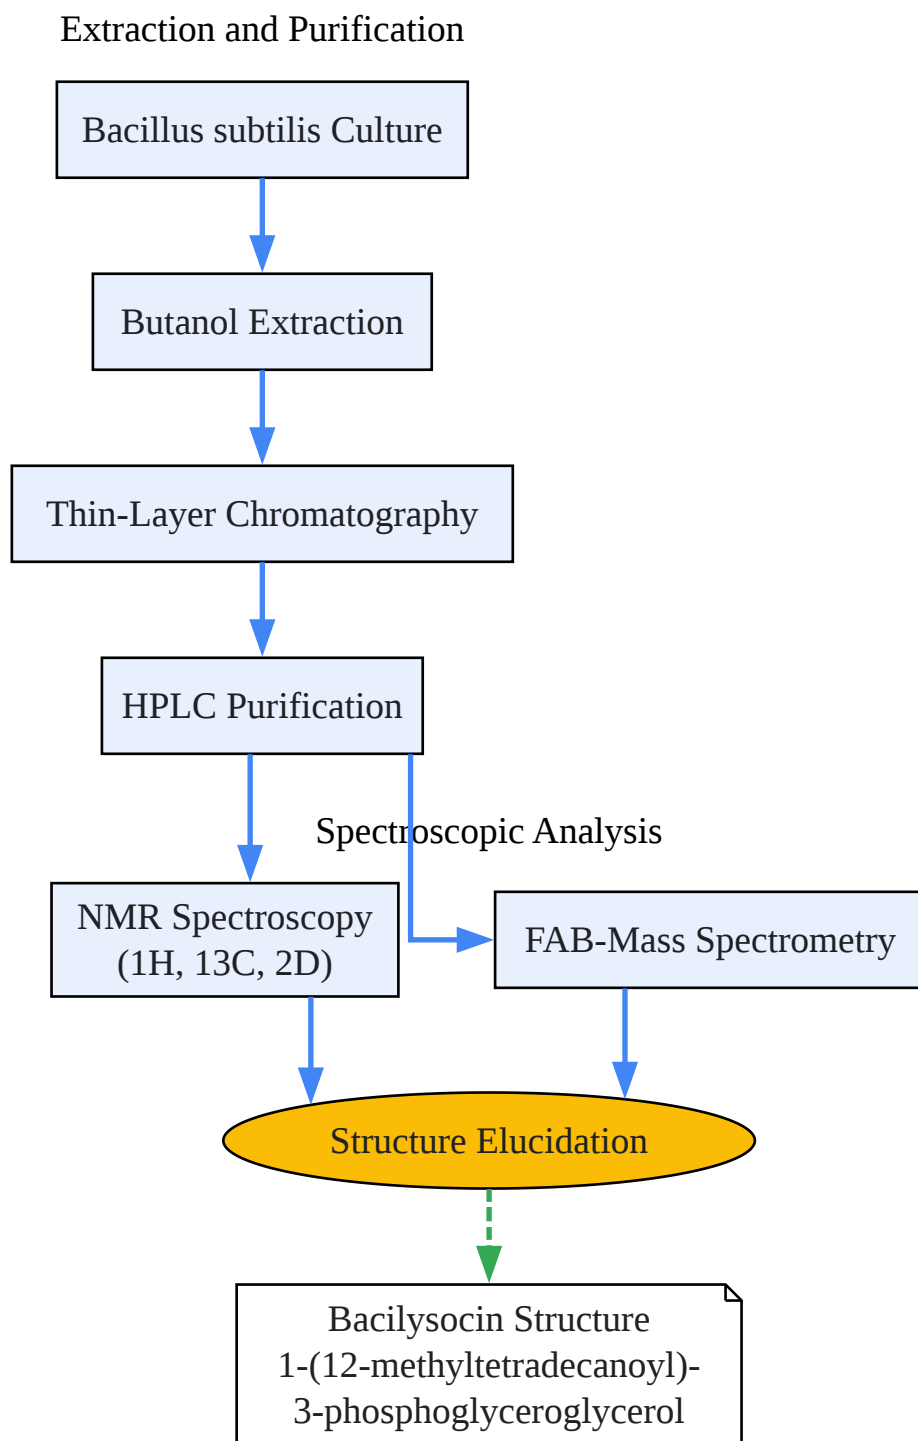 Extraction and Purification
Bacillus subtilis Culture
Butanol Extraction
Thin-Layer Chromatography
HPLC Purification
Spectroscopic Analysis
NMR Spectroscopy
(1H, 13C, 2D)
FAB-Mass Spectrometry
Structure Elucidation
Bacilysocin Structure
1-(12-methyltetradecanoyl)-
3-phosphoglyceroglycerol